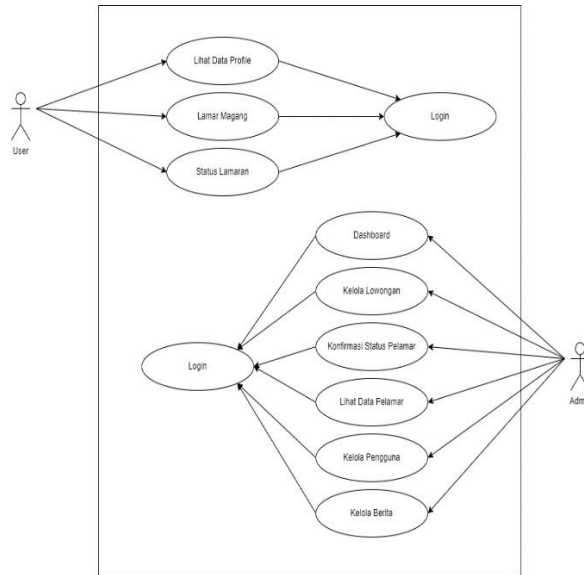 Lihat Data Profile
Lamar Magang
Login
User
Status Lamaran
Dashboard
Kelola Lowongan
Konfirmasi Status Pelamar
Login
Lihat Data Pelamar
Adm
Kelola Pengguna
Kelola Berita